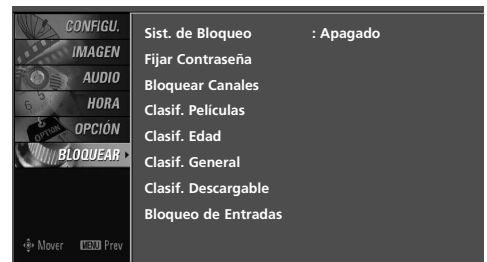 CONFIGU.
IMAGEN
AUDIO
HORA
OPCIÓN
BLOQUEAR
Mover MENU Prev
Sist. de Bloqueo : Apagado
Fijar Contraseña
Bloquear Canales
Clasif. Películas
Clasif. Edad
Clasif. General
Clasif. Descargable
Bloqueo de Entradas